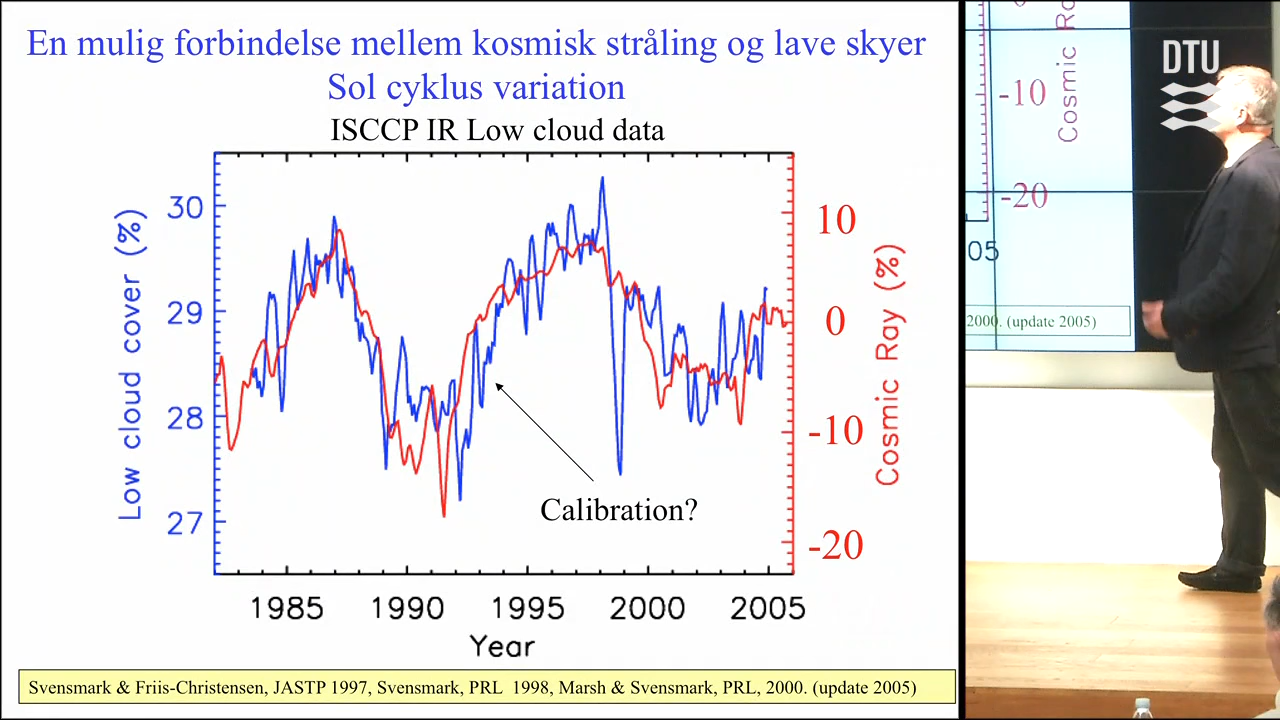 En mulig forbindelse mellem kosmisk stråling og lave skyer
Sol cyklus variation
ISCCP IR Low cloud data
Low cloud cover (%)
30
29
28
27
10
0
-10
-20
Cosmic Ray (%)
Calibration?
1985 1990 1995 2000 2005
Year
Svensmark & Friis-Christensen, JASTP 1997, Svensmark, PRL 1998, Marsh & Svensmark, PRL, 2000. (update 2005)
DTU
-10
-20
Cosmic
05
2000. (update 2005)